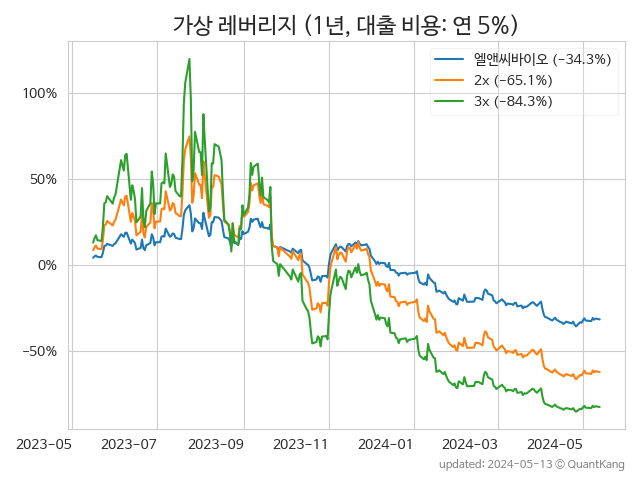 가상 레버리지 (1년, 대출 비용: 연 5%)
엘앤씨바이오 (−34.3%)
2x (−65.1%)
3x (−84.3%)
100%
50%
0%
−50%
2023-05 2023-07 2023-09 2023-11 2024-01 2024-03 2024-05
updated: 2024-05-13 © QuantKang